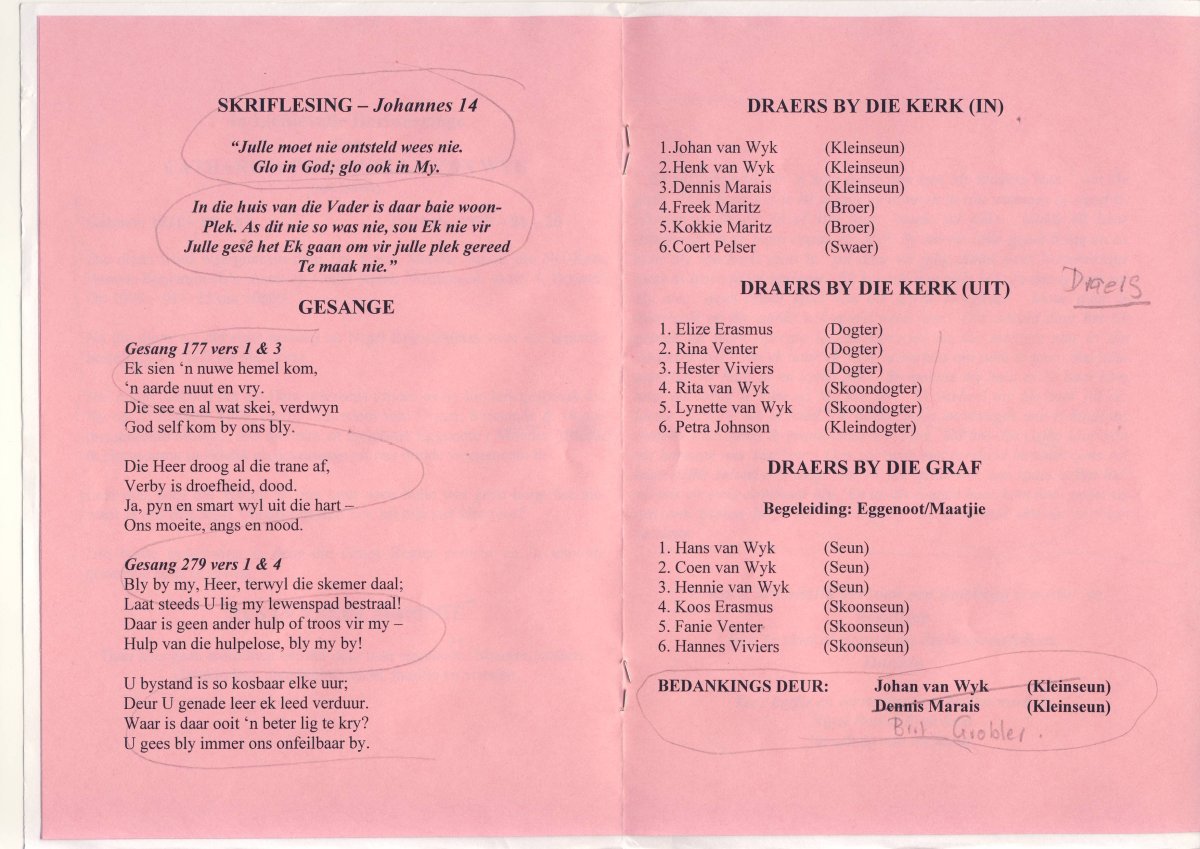 SKRIFLESING – Johannes 14
“Julle moet nie ontsteld wees nie.
Glo in God; glo ook in My.
In die huis van die Vader is daar baie woon-
Plek. As dit nie so was nie, sou Ek nie vir
Julle gesê het Ek gaan om vir julle plek gereed
Te maak nie.”
GESANGE
Gesang 177 vers 1 & 3
Ek sien ‘n nuwe hemel kom,
‘n aarde nuut en vry.
Die see en al wat skei, verdwyn
God self kom by ons bly.
Die Heer droog al die trane af,
Verby is droefheid, dood.
Ja, pyn en smart wyl uit die hart –
Ons moeite, angs en nood.
Gesang 279 vers 1 & 4
Bly by my, Heer, terwyl die skemer daal;
Laat steeds U lig my lewenspad bestraal!
Daar is geen ander hulp of troos vir my –
Hulp van die hulpelose, bly my by!
U bystand is so kosbaar elke uur;
Deur U genade leer ek leed verduur.
Waar is daar ooit ‘n beter lig te kry?
U gees bly immer ons onfeilbaar by.
DRAERS BY DIE KERK (IN)
1.Johan van Wyk (Kleinseun)
2.Henk van Wyk (Kleinseun)
3.Dennis Marais (Kleinseun)
4.Freek Maritz (Broer)
5.Kokkie Maritz (Broer)
6.Coert Pelser (Swaer)
DRAERS BY DIE KERK (UIT)
1. Elize Erasmus (Dogter)
2. Rina Venter (Dogter)
3. Hester Viviers (Dogter)
4. Rita van Wyk (Skoondogter)
5. Lynette van Wyk (Skoondogter)
6. Petra Johnson (Kleindogter)
DRAERS BY DIE GRAF
Begeleiding: Eggenoot/Maatjie
1. Hans van Wyk (Seun)
2. Coen van Wyk (Seun)
3. Hennie van Wyk (Seun)
4. Koos Erasmus (Skoonseun)
5. Fanie Venter (Skoonseun)
6. Hannes Viviers (Skoonseun)
BEDANKINGS DEUR: Johan van Wyk (Kleinseun)
Dennis Marais (Kleinseun)
Grobler.